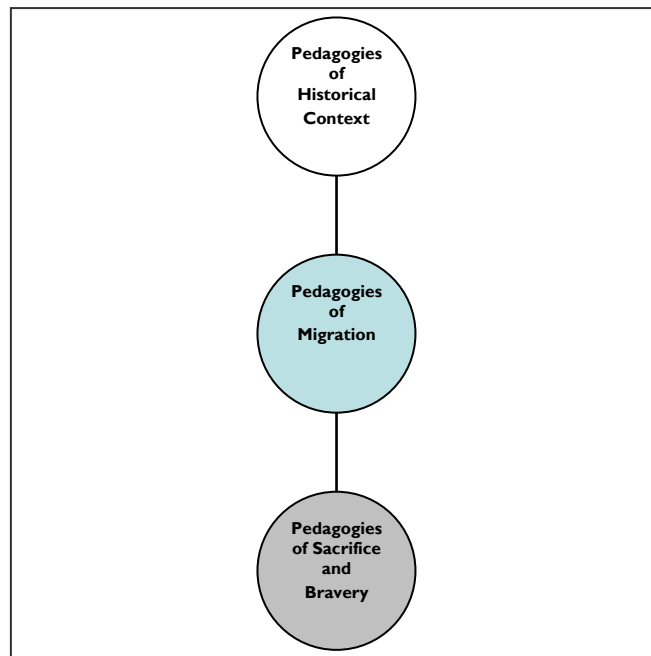 Pedagogies
of
Historical
Context
Pedagogies
of
Migration
Pedagogies
of Sacrifice
and
Bravery